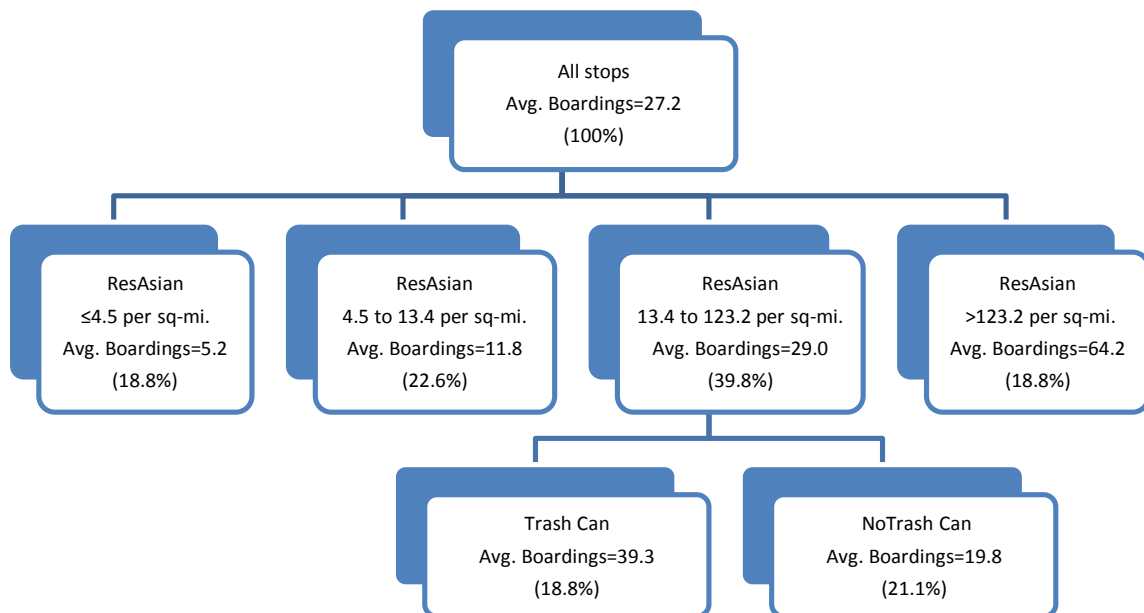 All stops
Avg. Boardings=27.2
(100%)
ResAsian
≤4.5 per sq-mi.
Avg. Boardings=5.2
(18.8%)
ResAsian
4.5 to 13.4 per sq-mi.
Avg. Boardings=11.8
(22.6%)
ResAsian
13.4 to 123.2 per sq-mi.
Avg. Boardings=29.0
(39.8%)
ResAsian
>123.2 per sq-mi.
Avg. Boardings=64.2
(18.8%)
Trash Can
Avg. Boardings=39.3
(18.8%)
NoTrash Can
Avg. Boardings=19.8
(21.1%)